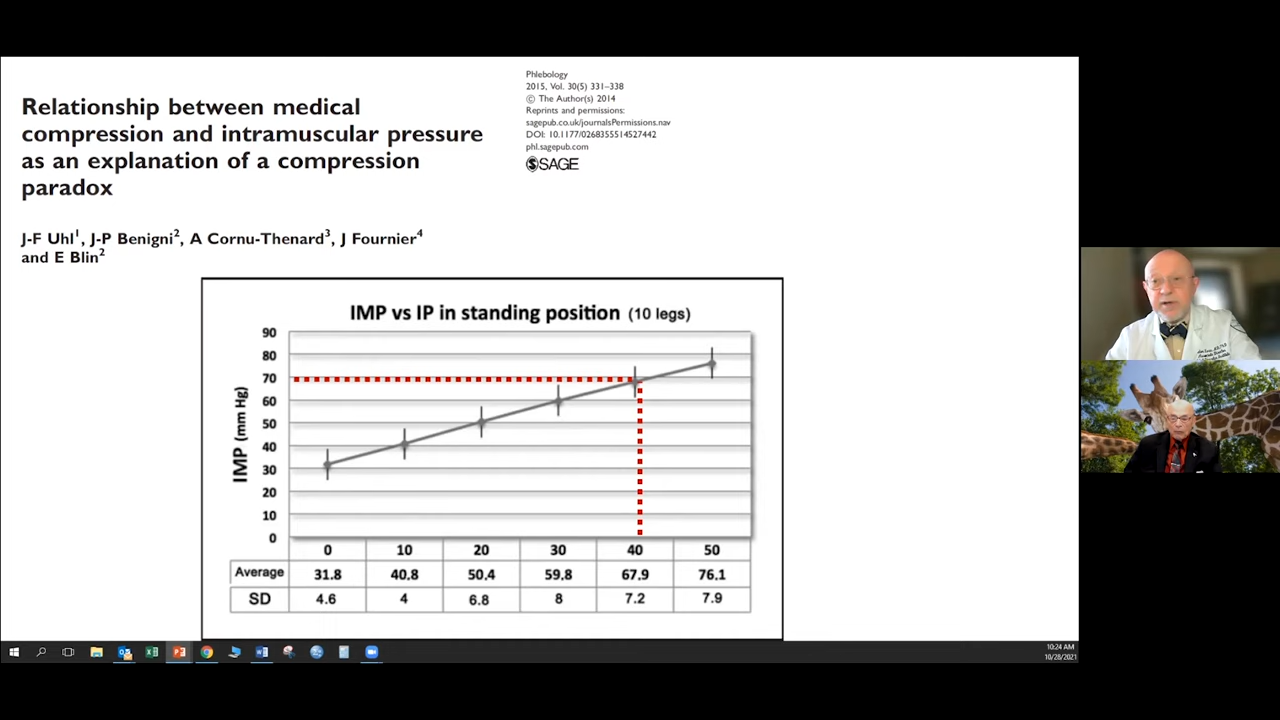 Relationship between medical
compression and intramuscular pressure
as an explanation of a compression
paradox
J-F Uhl1, J-P Benigni2, A Cornu-Thenard3, J Fournier4
and E Blin2
Phlebology
2015, Vol. 30(5) 331–338
© The Author(s) 2014
Reprints and permissions:
sagepub.co.uk/journalsPermissions.nav
DOI: 10.1177/0268355514527442
phl.sagepub.com
SAGE
IMP vs IP in standing position (10 legs)
IMP (mm Hg)
90
80
70
60
50
40
30
20
10
0
0 10 20 30 40 50
Average 31.8 40.8 50.4 59.8 67.9 76.1
SD 4.6 4 6.8 8 7.2 7.9
10:24 AM
10/28/2021